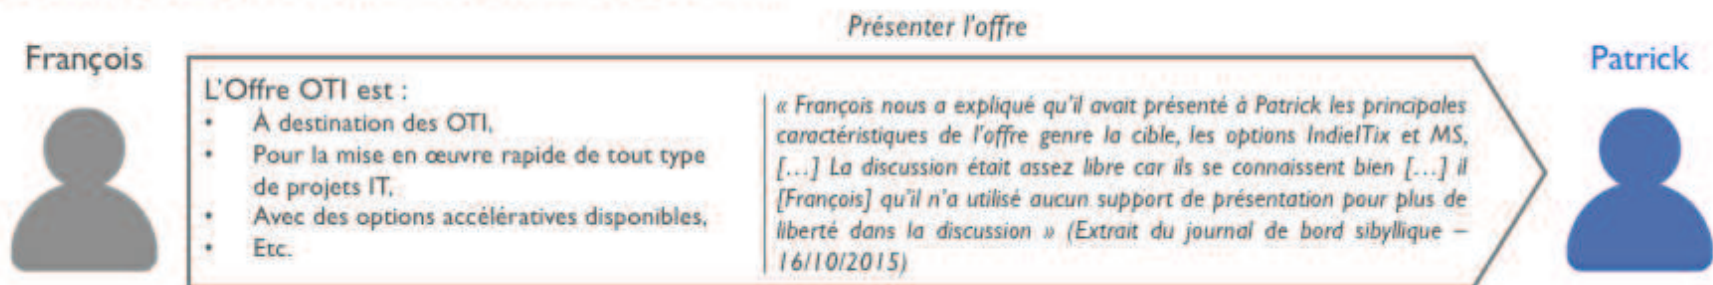 Présenter l'offre
François
Patrick
L'Offre OTI est :
• À destination des OTI,
• Pour la mise en œuvre rapide de tout type
de projets IT,
• Avec des options accélératives disponibles,
• Etc.
« François nous a expliqué qu'il avait présenté à Patrick les principales
caractéristiques de l'offre genre la cible, les options IndieITix et MS,
[…] La discussion était assez libre car ils se connaissent bien […] il
[François] qu'il n'a utilisé aucun support de présentation pour plus de
liberté dans la discussion » (Extrait du journal de bord sibyllique –
16/10/2015)